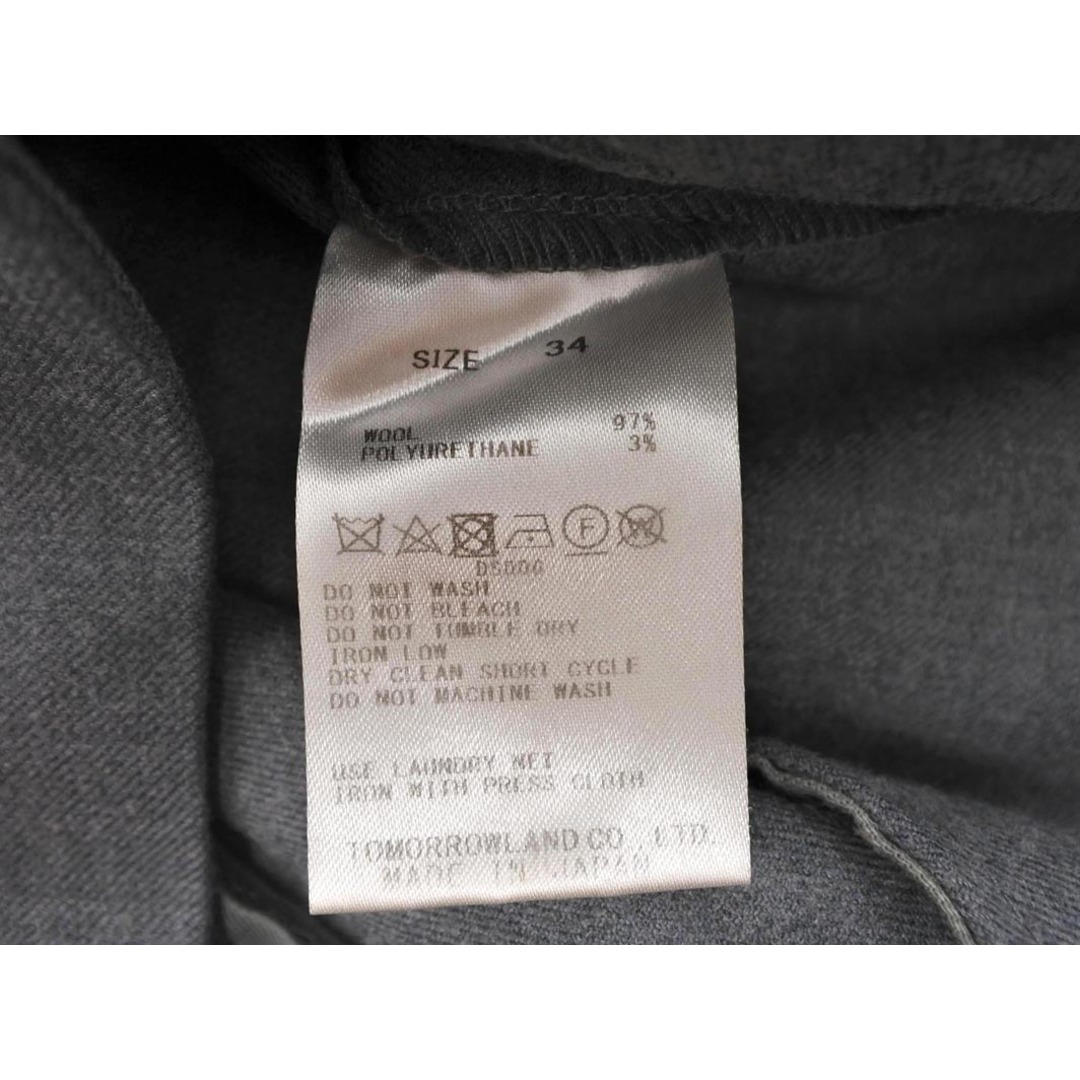 SIZE 34
WOOL 97%
POLYURETHANE 3%
F W
DO NOT WASH
DO NOT BLEACH
DO NOT TUMBLE DRY
IRON LOW
DRY CLEAN SHORT CYCLE
DO NOT MACHINE WASH
USE LAUNDRY NET
IRON WITH PRESS CLOTH
TOMORROWLAND CO., LTD.
MADE IN JAPAN